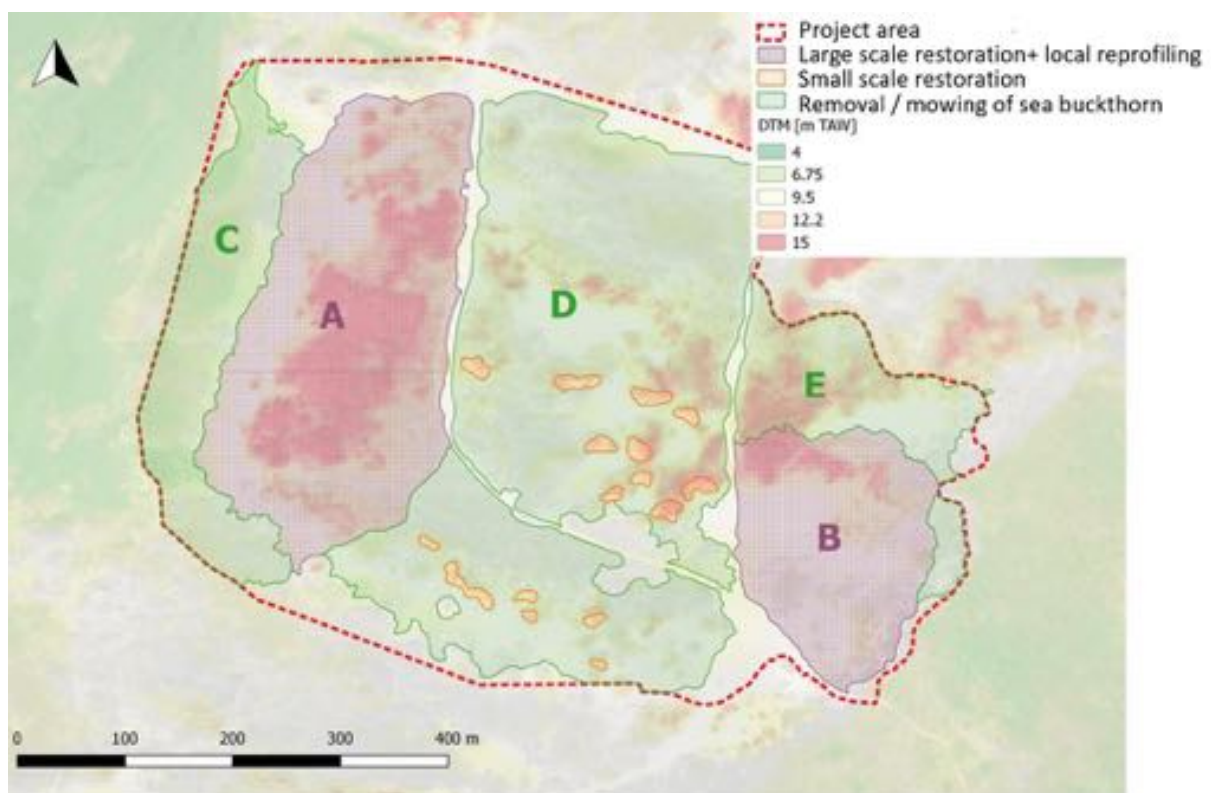 Project area
Large scale restoration+ local reprofiling
Small scale restoration
Removal / mowing of sea buckthorn
DTM [m TAW]
4
6.75
9.5
12.2
15
C
A
D
E
B
0 100 200 300 400 m